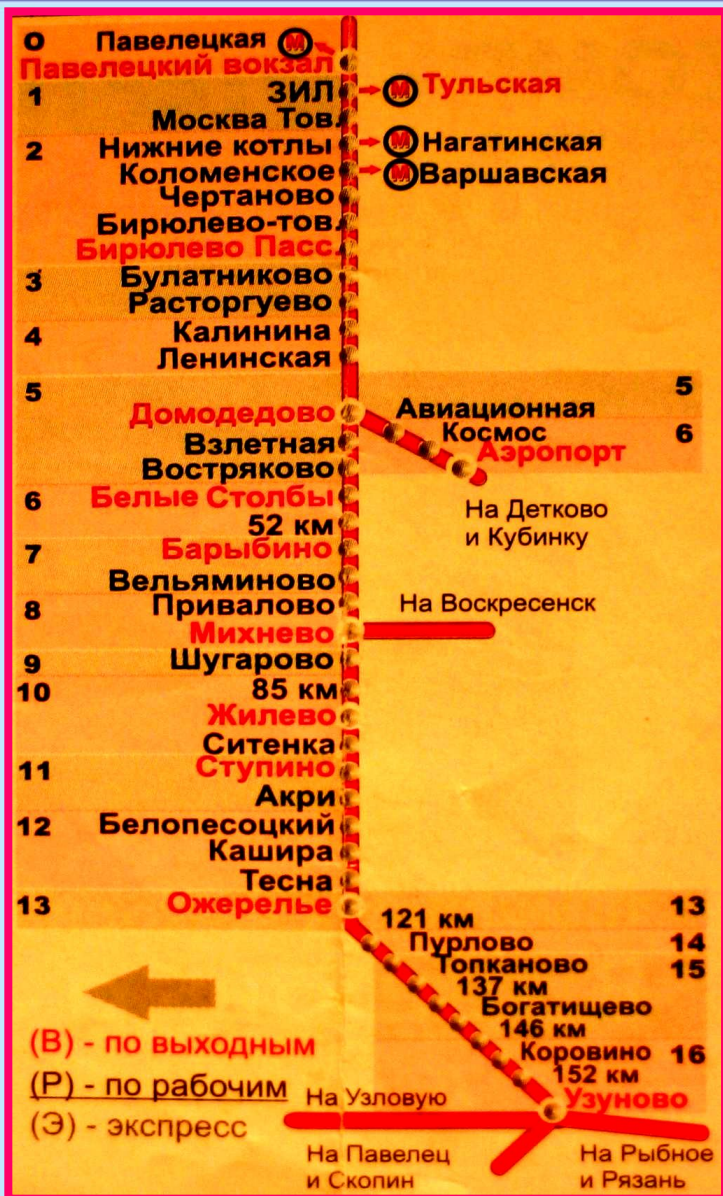 0 Павелецкая М
Павелецкий вокзал
1 ЗИЛ М Тульская
Москва Тов.
2 Нижние котлы М Нагатинская
Коломенское М Варшавская
Чертаново
Бирюлево-тов.
Бирюлево Пасс.
3 Булатниково
Расторгуево
4 Калинина
Ленинская
5
Домодедово
Взлетная
Востряково
6 Белые Столбы
52 км
7 Барыбино
Вельяминово
8 Привалово
Михнево
9 Шугарово
10 85 км
Жилево
Ситенка
11 Ступино
Акри
12 Белопесоцкий
Кашира
Тесна
13 Ожерелье
5
Авиационная
Космос 6
Аэропорт
На Детково
и Кубинку
На Воскресенск
121 км 13
Пурлово 14
Топканово 15
137 км
Богатищево
146 км
Коровино 16
152 км
Узуново
(В) - по выходным
(Р) - по рабочим
(Э) - экспресс
На Узловую
На Павелец
и Скопин
На Рыбное
и Рязань